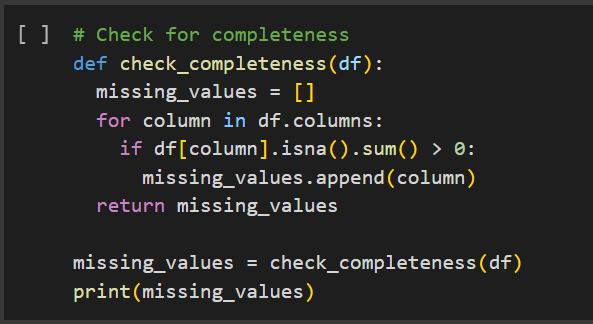 [ ] # Check for completeness
def check_completeness(df):
  missing_values = []
  for column in df.columns:
    if df[column].isna().sum() > 0:
      missing_values.append(column)
  return missing_values

missing_values = check_completeness(df)
print(missing_values)